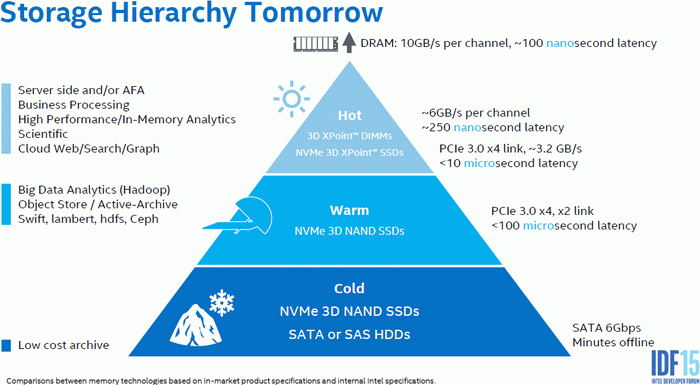 Storage Hierarchy Tomorrow
DRAM: 10GB/s per channel, ~100 nanosecond latency
Server side and/or AFA
Business Processing
High Performance/In-Memory Analytics
Scientific
Cloud Web/Search/Graph
Hot
3D XPoint™ DIMMs
NVMe 3D XPoint™ SSDs
~6GB/s per channel
~250 nanosecond latency
PCIe 3.0 x4 link, ~3.2 GB/s
<10 microsecond latency
Big Data Analytics (Hadoop)
Object Store / Active-Archive
Swift, lambert, hdfs, Ceph
Warm
NVMe 3D NAND SSDs
PCIe 3.0 x4, x2 link
<100 microsecond latency
Cold
NVMe 3D NAND SSDs
SATA or SAS HDDs
Low cost archive
SATA 6Gbps
Minutes offline
IDF15
INTEL DEVELOPER FORUM
Comparisons between memory technologies based on in-market product specifications and internal Intel specifications.